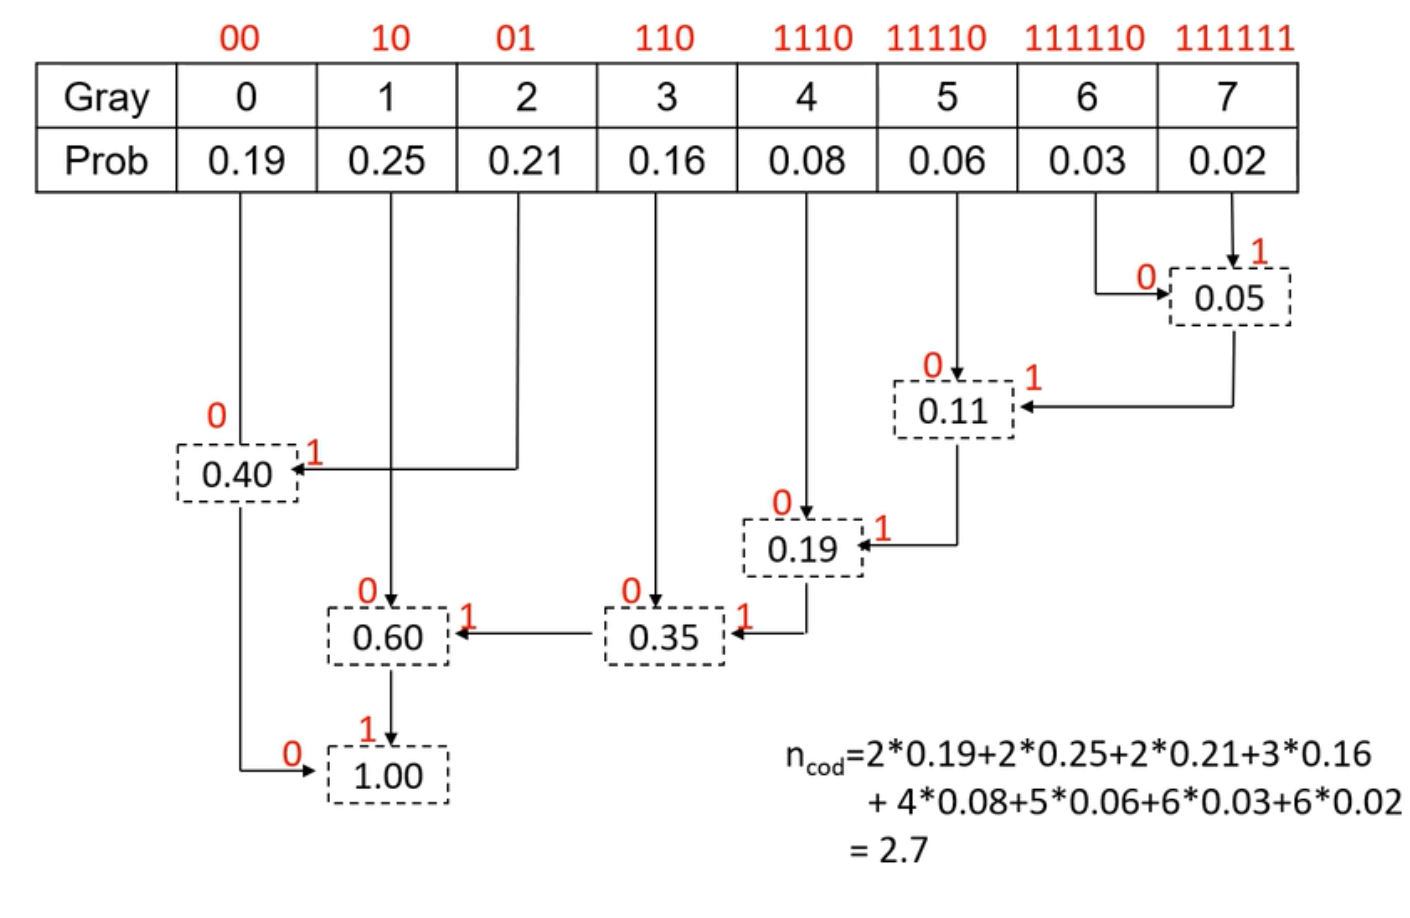 00 10 01 110 1110 11110 111110 111111
Gray 0 1 2 3 4 5 6 7
Prob 0.19 0.25 0.21 0.16 0.08 0.06 0.03 0.02
1
0 0.05
0 1
0.11
0
0.40 1
0
0.19 1
0 0
0.60 1 0.35 1
1
0 1.00
n_cod=2*0.19+2*0.25+2*0.21+3*0.16
+ 4*0.08+5*0.06+6*0.03+6*0.02
= 2.7